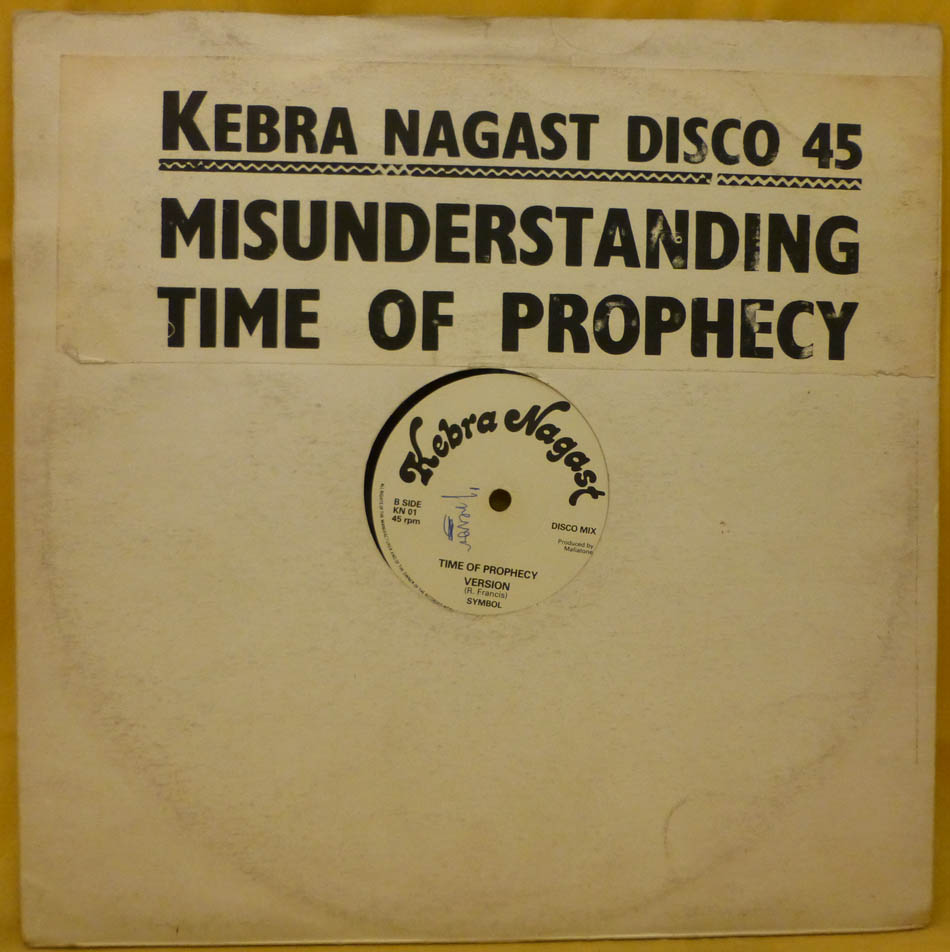 KEBRA NAGAST DISCO 45
MISUNDERSTANDING
TIME OF PROPHECY
Kebra Nagast
B SIDE
KN 01
45 rpm
DISCO MIX
Produced by
Mafiatone
TIME OF PROPHECY
VERSION
(R. Francis)
SYMBOL